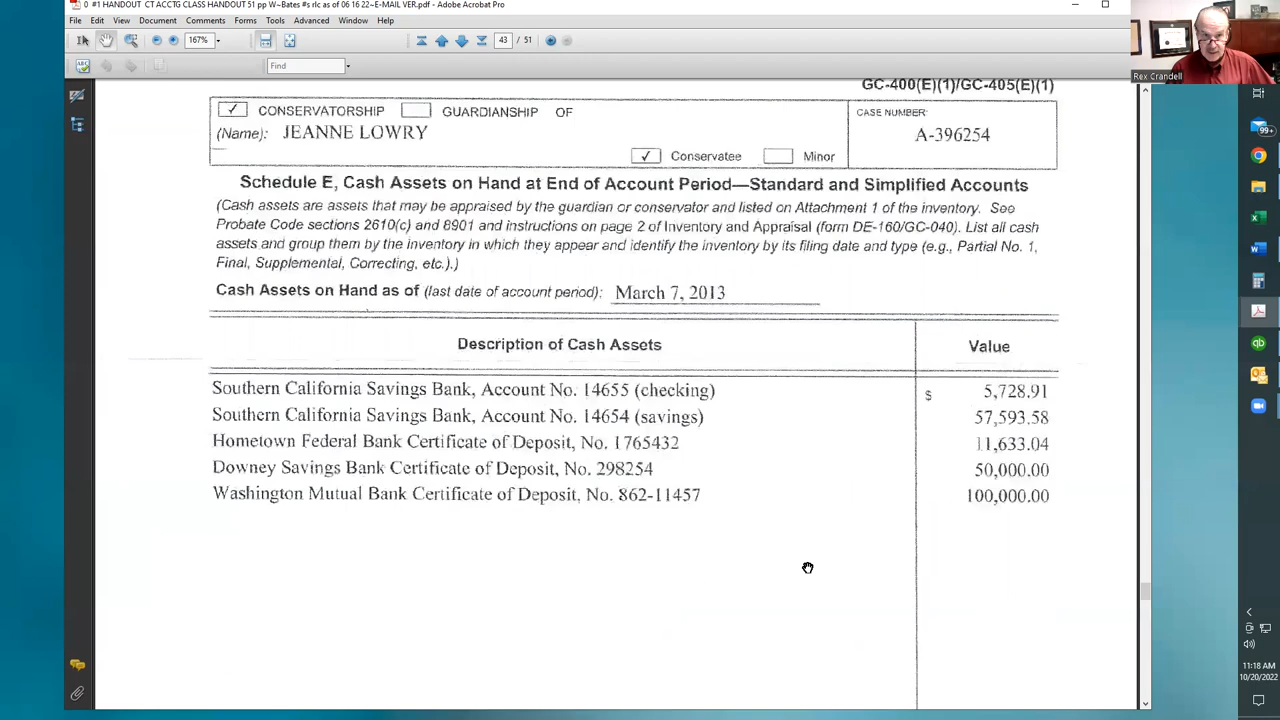 0 #1 HANDOUT CT ACCTG CLASS HANDOUT 51 pp W~Bates #s rlc as of 06 16 22~E-MAIL VER.pdf - Adobe Acrobat Pro
File Edit View Document Comments Forms Tools Advanced Window Help
167% 43 / 51
Find
Rex Crandell
GC-400(E)(1)/GC-405(E)(1)
✓ CONSERVATORSHIP GUARDIANSHIP OF
(Name): JEANNE LOWRY
✓ Conservatee Minor
CASE NUMBER:
A-396254
Schedule E, Cash Assets on Hand at End of Account Period—Standard and Simplified Accounts
(Cash assets are assets that may be appraised by the guardian or conservator and listed on Attachment 1 of the inventory. See
Probate Code sections 2610(c) and 8901 and instructions on page 2 of Inventory and Appraisal (form DE-160/GC-040). List all cash
assets and group them by the inventory in which they appear and identify the inventory by its filing date and type (e.g., Partial No. 1,
Final, Supplemental, Correcting, etc.).)
Cash Assets on Hand as of (last date of account period): March 7, 2013
Description of Cash Assets Value
Southern California Savings Bank, Account No. 14655 (checking) $ 5,728.91
Southern California Savings Bank, Account No. 14654 (savings) 57,593.58
Hometown Federal Bank Certificate of Deposit, No. 1765432 11,633.04
Downey Savings Bank Certificate of Deposit, No. 298254 50,000.00
Washington Mutual Bank Certificate of Deposit, No. 862-11457 100,000.00
99+
11:18 AM
10/20/2022